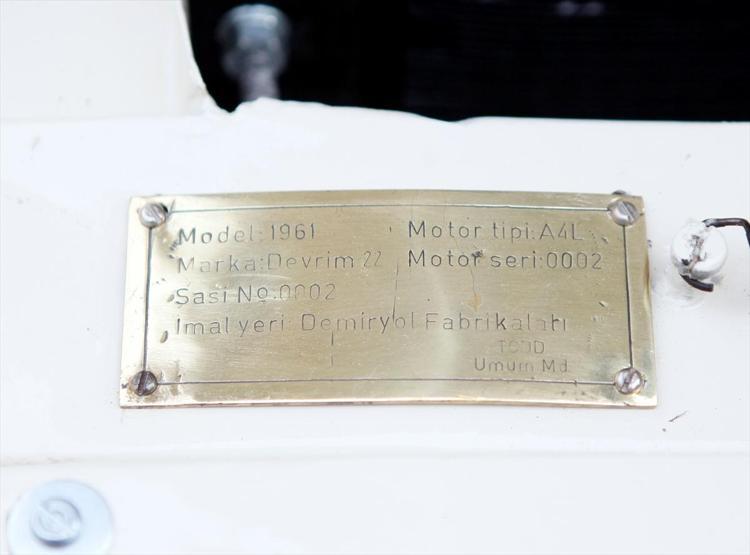 Model:1961 Motor tipi:A4L
Marka:Devrim 22 Motor seri:0002
Şasi No:0002
İmal yeri: Demiryol Fabrikaları
TCDD
Umum Md.